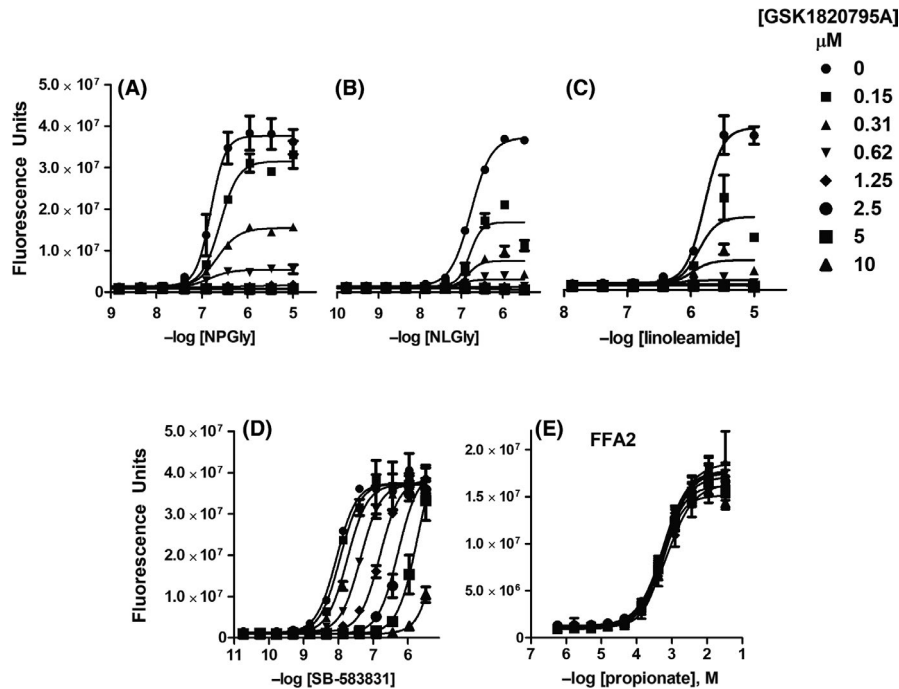 [GSK1820795A]
μM
0
0.15
0.31
0.62
1.25
2.5
5
10
(A)
Fluorescence Units
5.0 × 10⁷
4.0 × 10⁷
3.0 × 10⁷
2.0 × 10⁷
1.0 × 10⁷
0
9 8 7 6 5
–log [NPGly]
(B)
10 9 8 7 6
–log [NLGly]
(C)
8 7 6 5
–log [linoleamide]
(D)
Fluorescence Units
5.0 × 10⁷
4.0 × 10⁷
3.0 × 10⁷
2.0 × 10⁷
1.0 × 10⁷
0
11 10 9 8 7 6
–log [SB-583831]
(E)
FFA2
2.0 × 10⁷
1.5 × 10⁷
1.0 × 10⁷
5.0 × 10⁶
0
7 6 5 4 3 2 1
–log [propionate], M